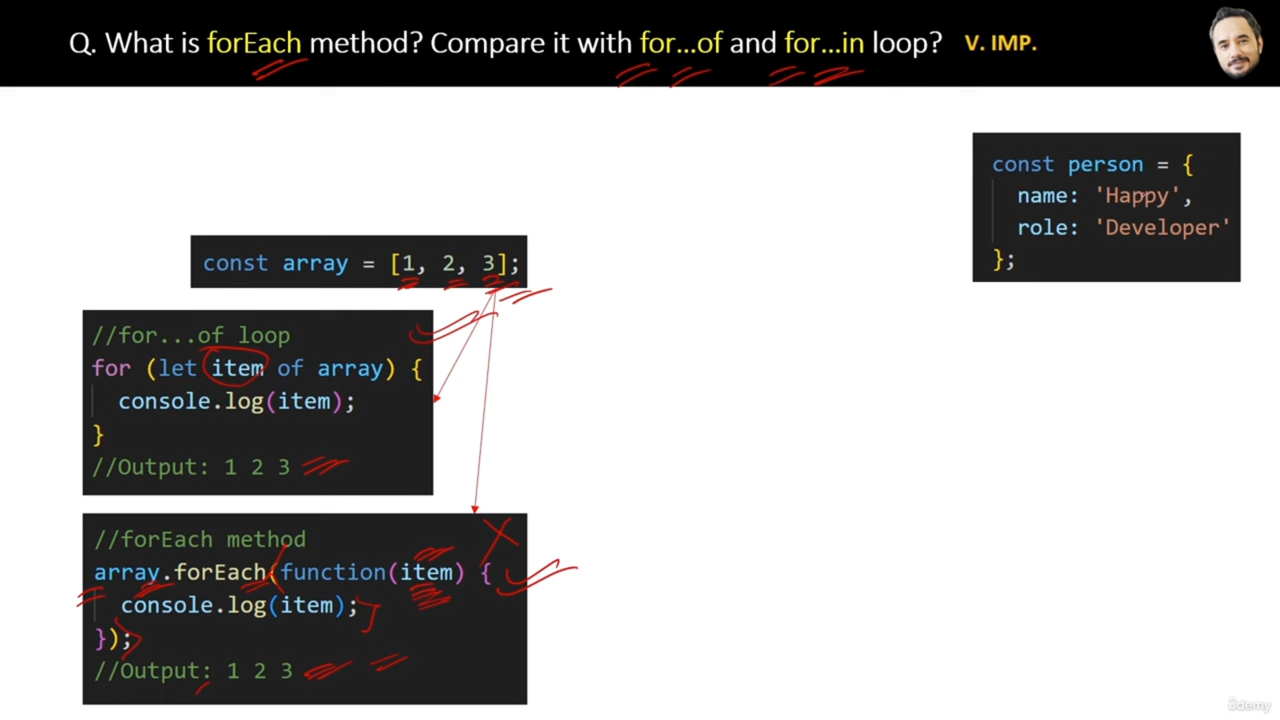 Q. What is forEach method? Compare it with for...of and for...in loop? V. IMP.
const array = [1, 2, 3];
//for...of loop
for (let item of array) {
console.log(item);
}
//Output: 1 2 3
//forEach method
array.forEach(function(item) {
console.log(item);
});
//Output: 1 2 3
const person = {
name: 'Happy',
role: 'Developer'
};
ûdemy